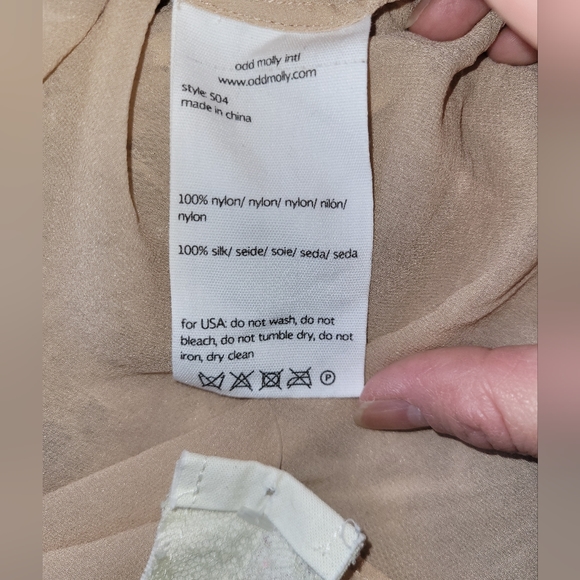 odd molly intl
www.oddmolly.com
style S04
made in china
100% nylon/ nylon/ nylon/ nilón/
nylon
100% silk/ seide/ soie/ seda/ seda
for USA: do not wash, do not
bleach, do not tumble dry, do not
iron, dry clean
P